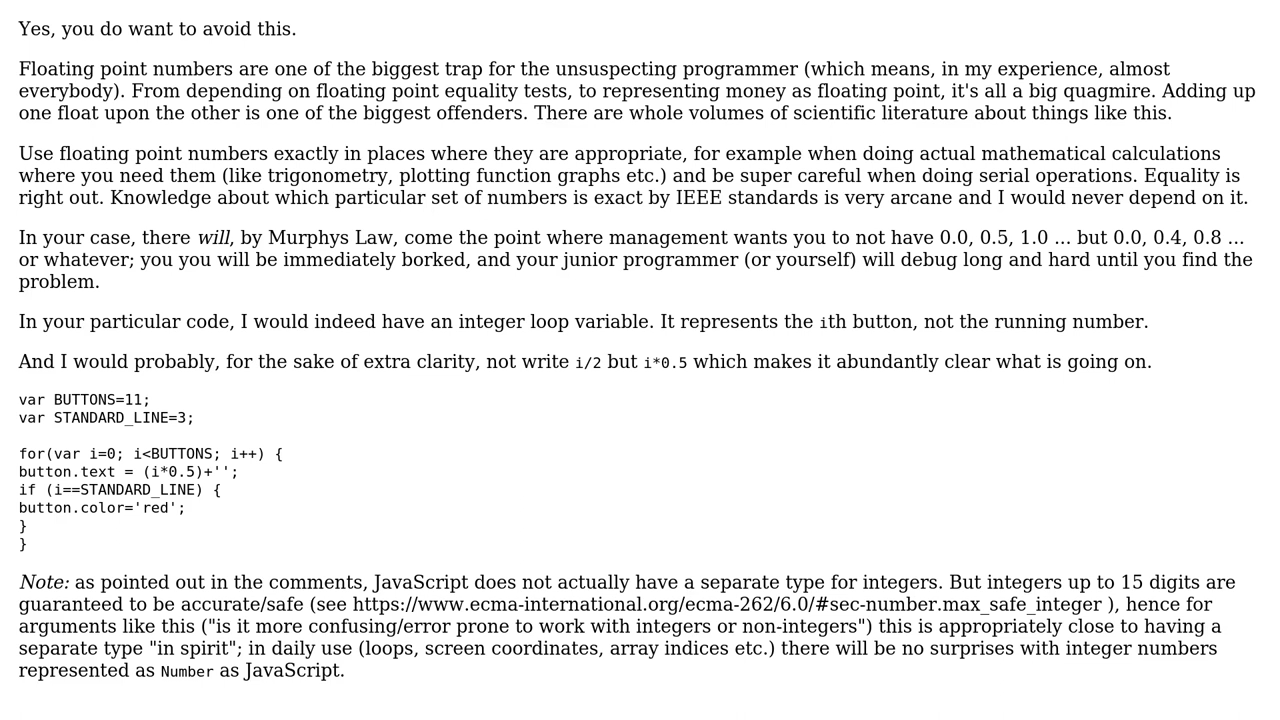 Yes, you do want to avoid this.
Floating point numbers are one of the biggest trap for the unsuspecting programmer (which means, in my experience, almost
everybody). From depending on floating point equality tests, to representing money as floating point, it's all a big quagmire. Adding up
one float upon the other is one of the biggest offenders. There are whole volumes of scientific literature about things like this.
Use floating point numbers exactly in places where they are appropriate, for example when doing actual mathematical calculations
where you need them (like trigonometry, plotting function graphs etc.) and be super careful when doing serial operations. Equality is
right out. Knowledge about which particular set of numbers is exact by IEEE standards is very arcane and I would never depend on it.
In your case, there will, by Murphys Law, come the point where management wants you to not have 0.0, 0.5, 1.0 ... but 0.0, 0.4, 0.8 ...
or whatever; you you will be immediately borked, and your junior programmer (or yourself) will debug long and hard until you find the
problem.
In your particular code, I would indeed have an integer loop variable. It represents the ith button, not the running number.
And I would probably, for the sake of extra clarity, not write i/2 but i*0.5 which makes it abundantly clear what is going on.
var BUTTONS=11;
var STANDARD_LINE=3;
for(var i=0; i<BUTTONS; i++) {
button.text = (i*0.5)+'';
if (i==STANDARD_LINE) {
button.color='red';
}
}
Note: as pointed out in the comments, JavaScript does not actually have a separate type for integers. But integers up to 15 digits are
guaranteed to be accurate/safe (see https://www.ecma-international.org/ecma-262/6.0/#sec-number.max_safe_integer ), hence for
arguments like this ("is it more confusing/error prone to work with integers or non-integers") this is appropriately close to having a
separate type "in spirit"; in daily use (loops, screen coordinates, array indices etc.) there will be no surprises with integer numbers
represented as Number as JavaScript.